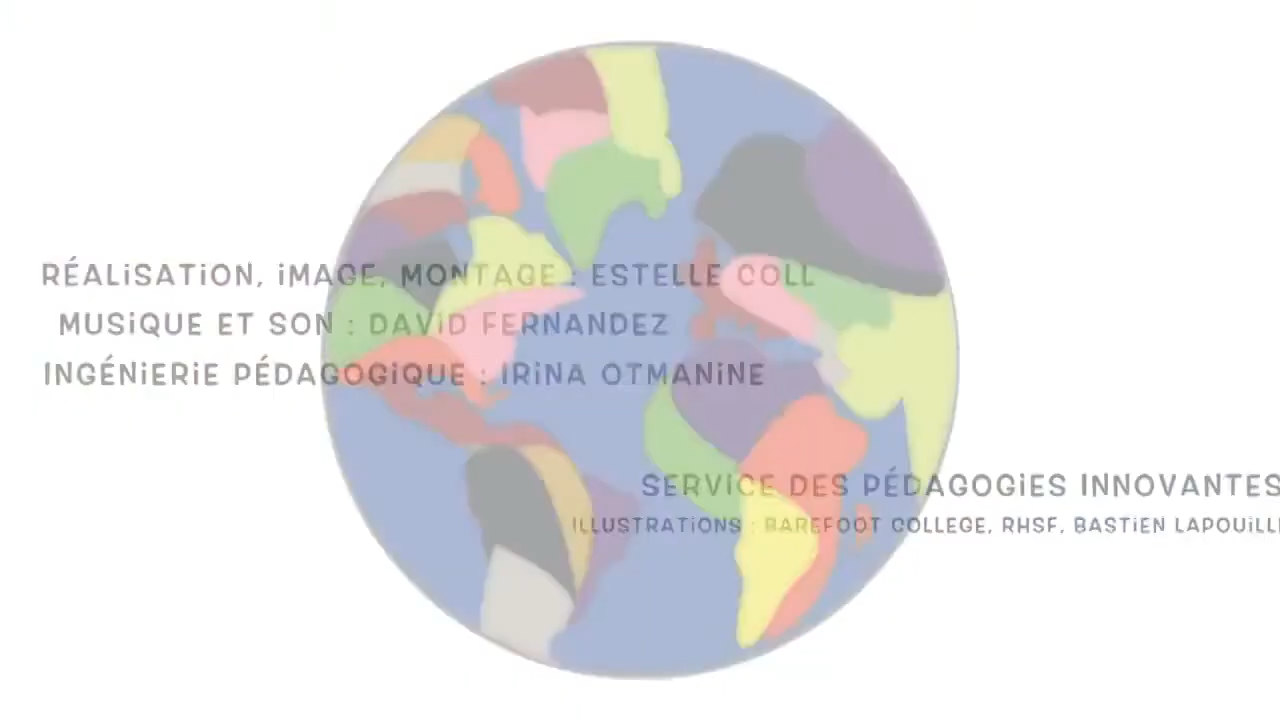 RÉALiSATiON, iMAGE, MONTAGE : ESTELLE COLL
MUSiQUE ET SON : DAViD FERNANDEZ
INGÉNiERiE PÉDAGOGiQUE : IRiNA OTMANiNE
SERViCE DES PÉDAGOGiES INNOVANTES
ILLUSTRATiONS : BAREFOOT COLLEGE, RHSF, BASTiEN